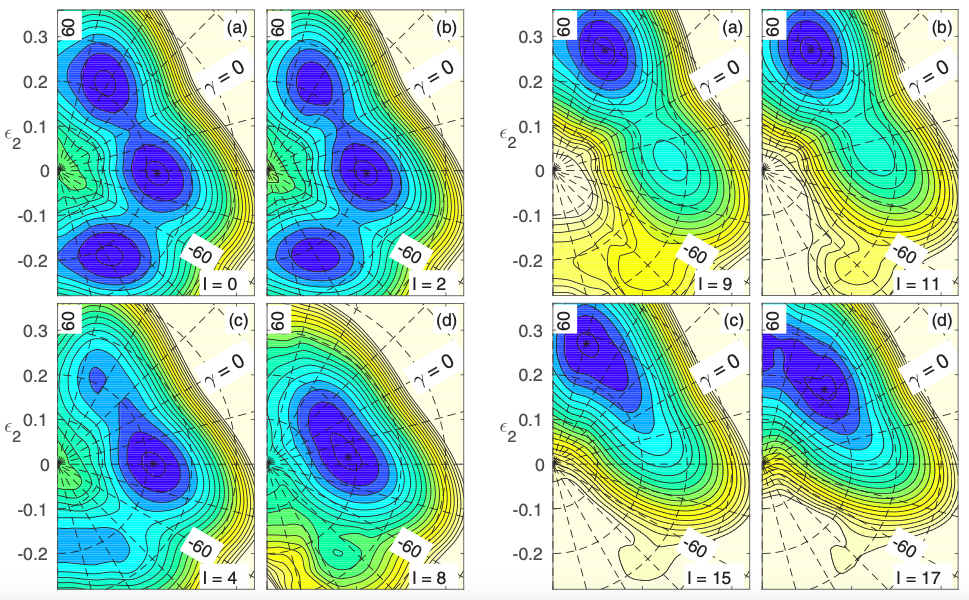 60 (a) 60 (b) 60 (a) 60 (b)
0.3 0.3
γ = 0 γ = 0 γ = 0 γ = 0
0.2 0.2
0.1 0.1
ϵ2 ϵ2
0 0
-0.1 -0.1
-60 -60 -60 -60
-0.2 -0.2
I = 0 I = 2 I = 9 I = 11
60 (c) 60 (d) 60 (c) 60 (d)
0.3 0.3
γ = 0 γ = 0 γ = 0 γ = 0
0.2 0.2
0.1 0.1
ϵ2 ϵ2
0 0
-0.1 -0.1
-60 -60 -60 -60
-0.2 -0.2
I = 4 I = 8 I = 15 I = 17